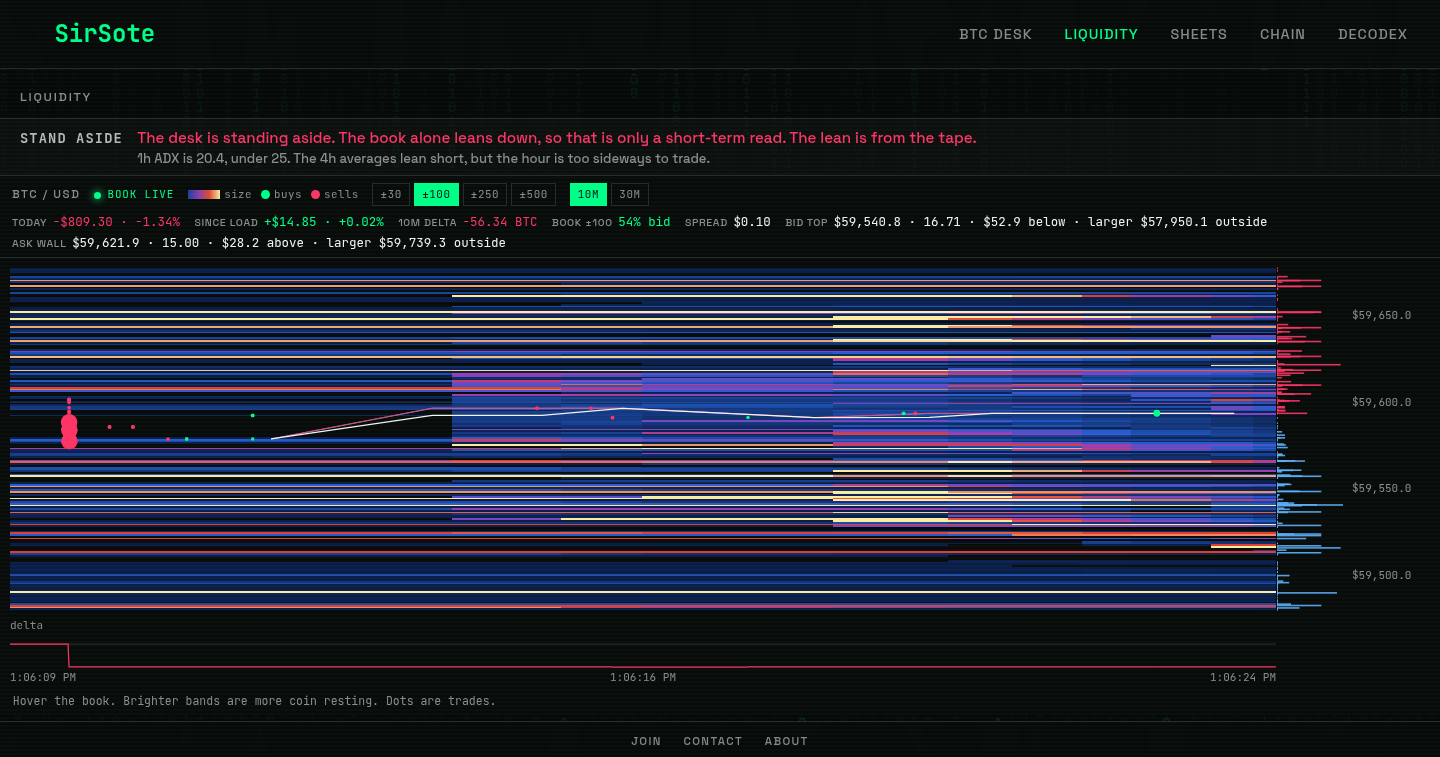 SirSote
BTC DESK LIQUIDITY SHEETS CHAIN DECODEX
LIQUIDITY
STAND ASIDE The desk is standing aside. The book alone leans down, so that is only a short-term read. The lean is from the tape.
1h ADX is 20.4, under 25. The 4h averages lean short, but the hour is too sideways to trade.
BTC / USD BOOK LIVE size buys sells ±30 ±100 ±250 ±500 10M 30M
TODAY -$809.30 · -1.34% SINCE LOAD +$14.85 · +0.02% 10M DELTA -56.34 BTC BOOK ±100 54% bid SPREAD $0.10 BID TOP $59,540.8 · 16.71 · $52.9 below · larger $57,950.1 outside
ASK WALL $59,621.9 · 15.00 · $28.2 above · larger $59,739.3 outside
$59,650.0
$59,600.0
$59,550.0
$59,500.0
delta
1:06:09 PM 1:06:16 PM 1:06:24 PM
Hover the book. Brighter bands are more coin resting. Dots are trades.
JOIN CONTACT ABOUT